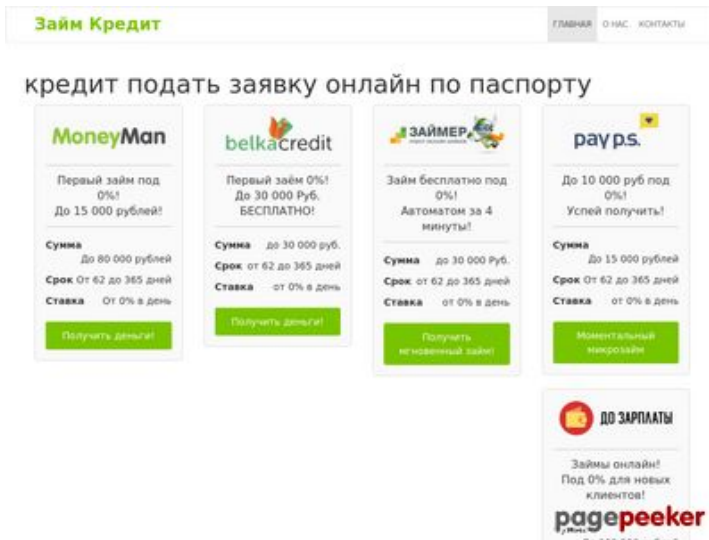 Займ Кредит
ГЛАВНАЯ О НАС КОНТАКТЫ
кредит подать заявку онлайн по паспорту
MoneyMan
Первый займ под
0%!
До 15 000 рублей!
Сумма
До 80 000 рублей
Срок От 62 до 365 дней
Ставка От 0% в день
Получить деньги!
belkacredit
Первый заём 0%!
До 30 000 Руб.
БЕСПЛАТНО!
Сумма до 30 000 руб.
Срок от 62 до 365 дней
Ставка от 0% в день
Получить деньги!
ЗАЙМЕР
Займ бесплатно под
0%!
Автоматом за 4
минуты!
Сумма до 30 000 Руб.
Срок от 62 до 365 дней
Ставка от 0% в день
Получить
мгновенный займ!
pay p.s.
До 10 000 руб под
0%!
Успей получить!
Сумма
До 15 000 рублей
Срок От 62 до 365 дней
Ставка от 0% в день
Моментальный
микрозайм
ДО ЗАРПЛАТЫ
Займы онлайн!
Под 0% для новых
клиентов!
pagepeeker